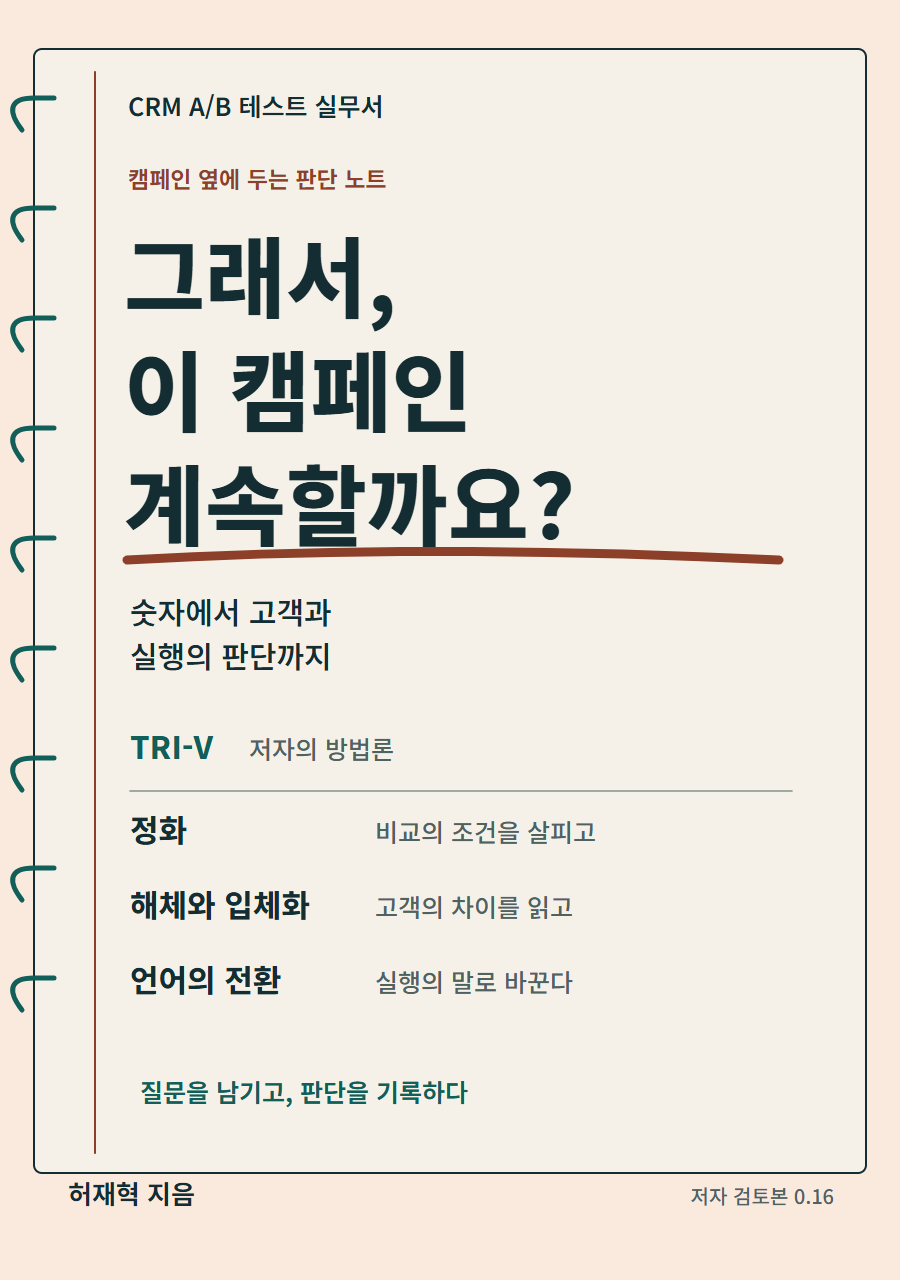 CRM A/B 테스트 실무서
캠페인 옆에 두는 판단 노트
그래서,
이 캠페인
계속할까요?
숫자에서 고객과
실행의 판단까지
TRI-V 저자의 방법론
정화 비교의 조건을 살피고
해체와 입체화 고객의 차이를 읽고
언어의 전환 실행의 말로 바꾼다
질문을 남기고, 판단을 기록하다
허재혁 지음 저자 검토본 0.16